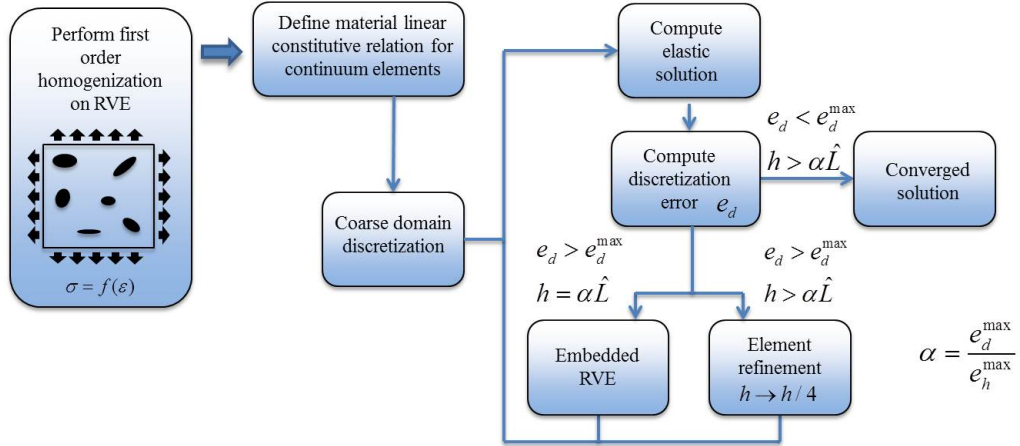 Perform first
order
homogenization
on RVE
σ = f(ε)
Define material linear
constitutive relation for
continuum elements
Coarse domain
discretization
Compute
elastic
solution
Compute
discretization
error e_d
e_d < e_d^max
h > αL̂
Converged
solution
e_d > e_d^max
h = αL̂
e_d > e_d^max
h > αL̂
Embedded
RVE
Element
refinement
h → h / 4
α = e_d^max / e_h^max